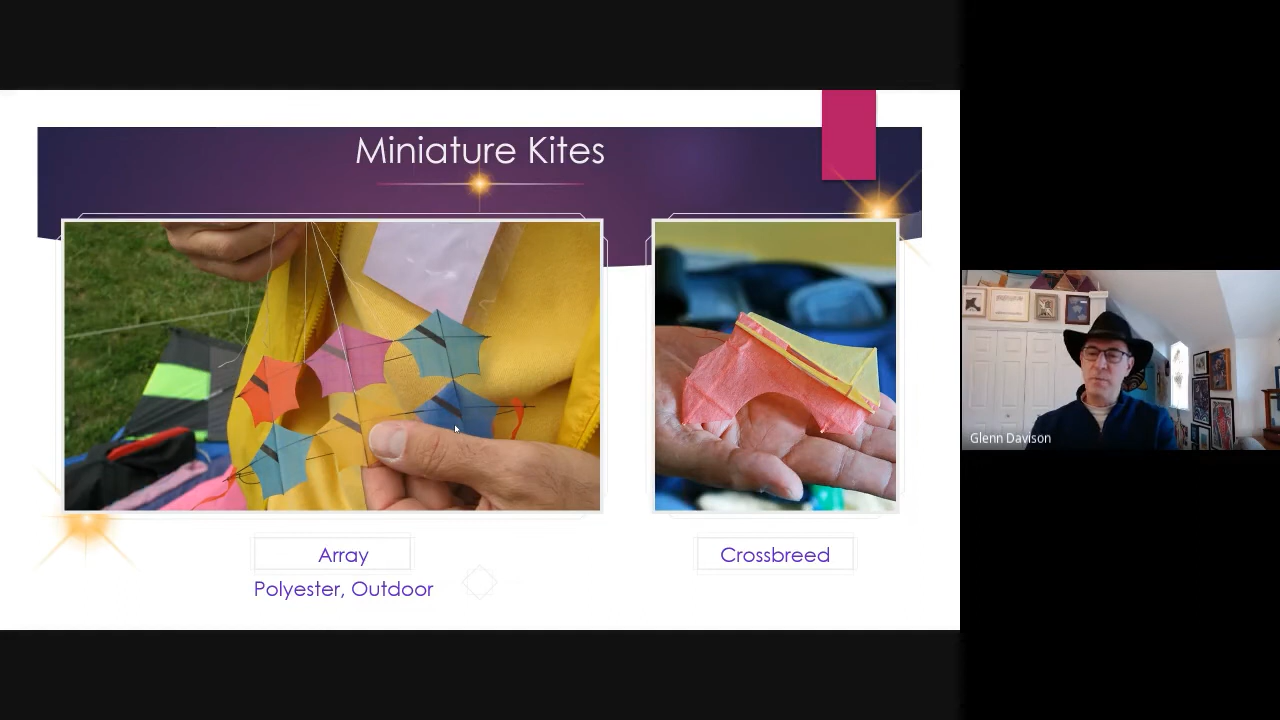 Miniature Kites
Array
Polyester, Outdoor
Crossbreed
Glenn Davison